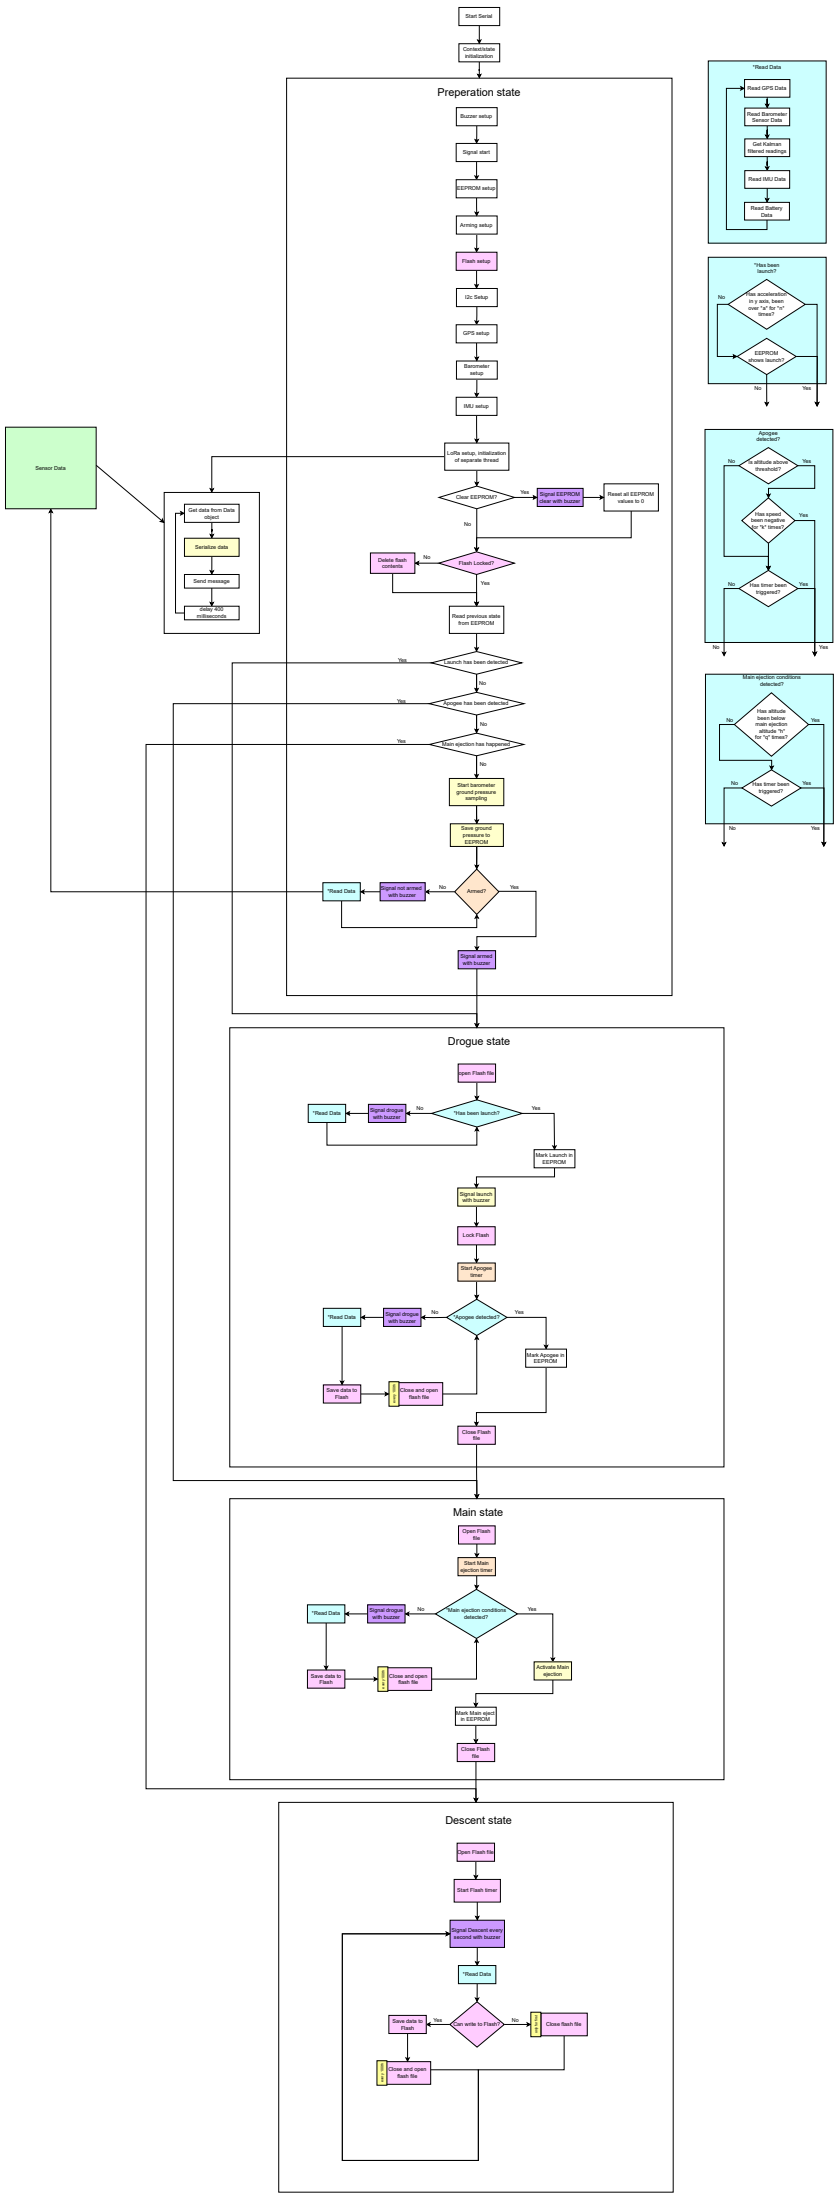 Start Serial
Context/state
initialization
Preperation state
Buzzer setup
Signal start
EEPROM setup
Arming setup
Flash setup
I2c Setup
GPS setup
Barometer
setup
IMU setup
LoRa setup, initialization
of separate thread
Clear EEPROM?
Yes
Signal EEPROM
clear with buzzer
Reset all EEPROM
values to 0
No
Flash Locked?
No
Delete flash
contents
Yes
Read previous state
from EEPROM
Launch has been detected
Yes
No
Apogee has been detected
Yes
No
Main ejection has happened
Yes
No
Start barometer
ground pressure
sampling
Save ground
pressure to
EEPROM
Armed?
No
Yes
Signal not armed
with buzzer
*Read Data
Signal armed
with buzzer
Sensor Data
Get data from Data
object
Serialize data
Send message
delay 400
milliseconds
*Read Data
Read GPS Data
Read Barometer
Sensor Data
Get Kalman
filtered readings
Read IMU Data
Read Battery
Data
*Has been
launch?
No
Has acceleration
in y axis, been
over "a" for "n"
times?
EEPROM
shows launch?
No
Yes
Apogee
detected?
No
Is altitude above
threshold?
Yes
Has speed
been negative
for "k" times?
Yes
No
Has timer been
triggered?
Yes
No
Yes
Main ejection conditions
detected?
No
Has altitude
been below
main ejection
altitude "h"
for "q" times?
Yes
No
Has timer been
triggered?
Yes
No
Yes
Drogue state
open Flash file
*Has been launch?
No
Yes
Signal drogue
with buzzer
*Read Data
Mark Launch in
EEPROM
Signal launch
with buzzer
Lock Flash
Start Apogee
timer
*Apogee detected?
No
Yes
Signal drogue
with buzzer
*Read Data
Mark Apogee in
EEPROM
Save data to
Flash
Close and open
flash file
Close Flash
file
Main state
Open Flash
file
Start Main
ejection timer
*Main ejection conditions
detected?
No
Yes
Signal drogue
with buzzer
*Read Data
Activate Main
ejection
Save data to
Flash
Close and open
flash file
Mark Main eject
in EEPROM
Close Flash
file
Descent state
Open Flash file
Start Flash timer
Signal Descent every
second with buzzer
*Read Data
Can write to Flash?
Yes
No
Save data to
Flash
Close flash file
Close and open
flash file